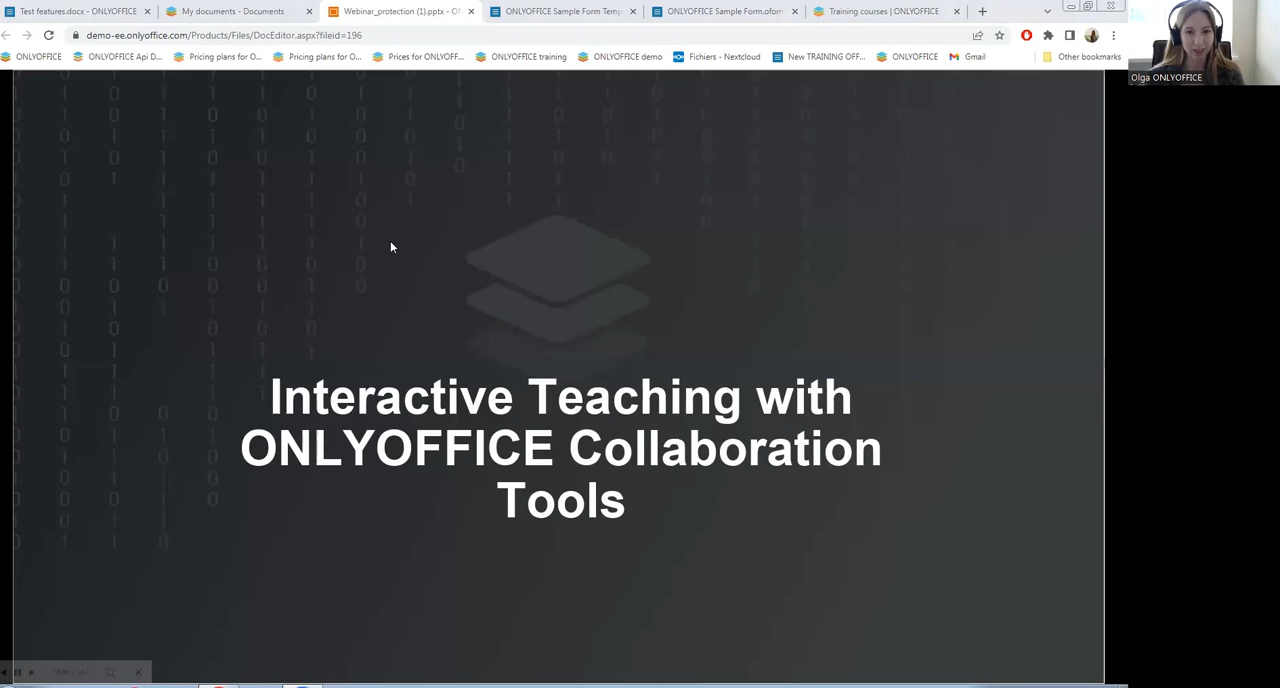 Test features.docx - ONLYOFFICE
My documents - Documents
Webinar_protection (1).pptx - ON
ONLYOFFICE Sample Form Temp
ONLYOFFICE Sample Form.oform
Training courses | ONLYOFFICE
demo-ee.onlyoffice.com/Products/Files/DocEditor.aspx?fileid=196
ONLYOFFICE
ONLYOFFICE Api D...
Pricing plans for O...
Pricing plans for O...
Prices for ONLYOFF...
ONLYOFFICE training
ONLYOFFICE demo
Fichiers - Nextcloud
New TRAINING OFF...
ONLYOFFICE
Gmail
Other bookmarks
Olga ONLYOFFICE
Interactive Teaching with
ONLYOFFICE Collaboration
Tools